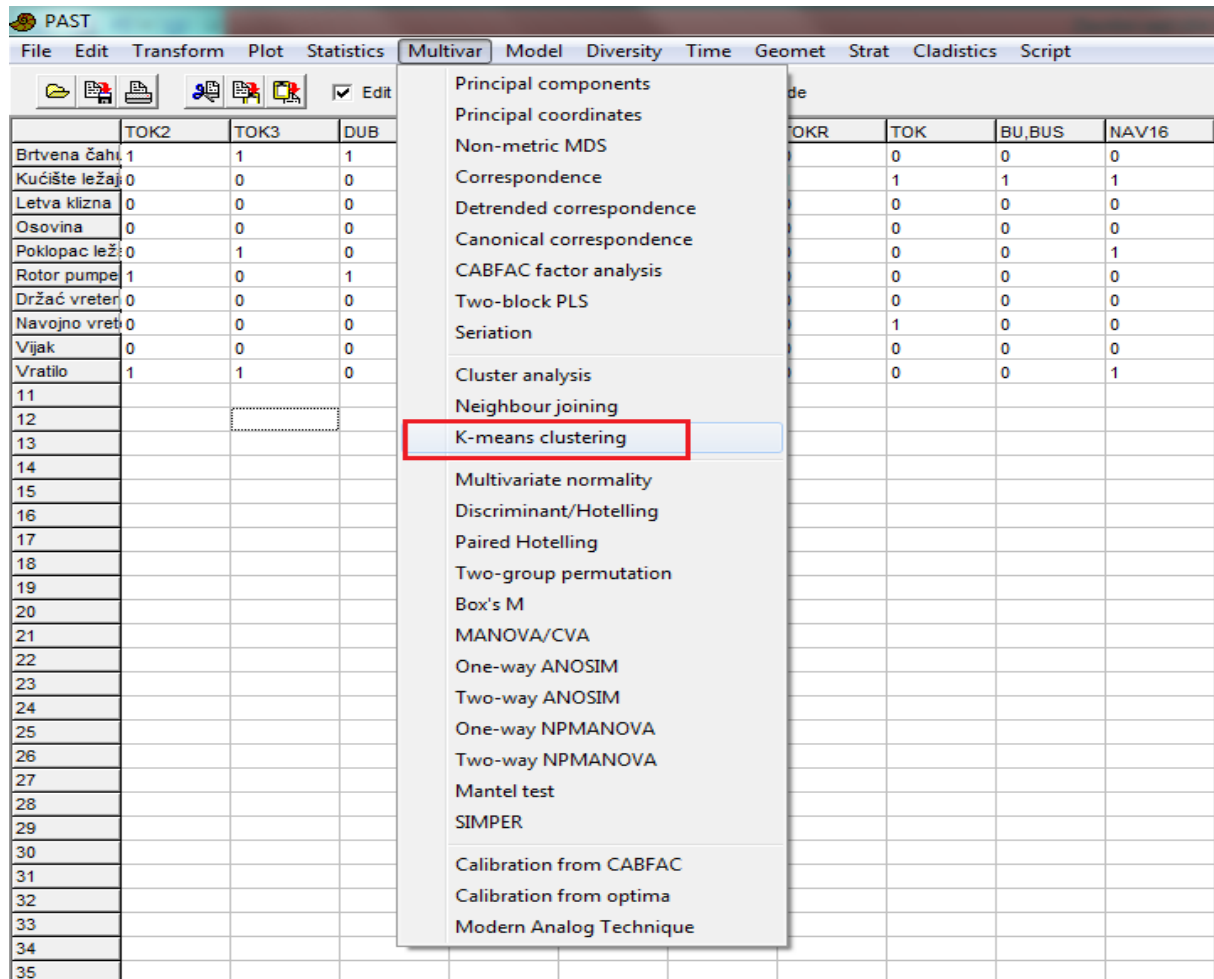 PAST
File Edit Transform Plot Statistics Multivar Model Diversity Time Geomet Strat Cladistics Script
Edit
TOK2 TOK3 DUB TOK BU,BUS NAV16
Brtvena 1 1 1 0 0 0
Kućište 0 0 0 1 1 1
Letva klizna 0 0 0 0 0 0
Osovina 0 0 0 0 0 0
Poklopac 0 1 0 0 0 1
Rotor pumpe 1 0 1 0 0 0
Držać 0 0 0 0 0 0
Navojno 0 0 0 1 0 0
Vijak 0 0 0 0 0 0
Vratilo 1 1 0 0 0 1
11
12
13
14
15
16
17
18
19
20
21
22
23
24
25
26
27
28
29
30
31
32
33
34
35
Principal components
Principal coordinates
Non-metric MDS
Correspondence
Detrended correspondence
Canonical correspondence
CABFAC factor analysis
Two-block PLS
Seriation
Cluster analysis
Neighbour joining
K-means clustering
Multivariate normality
Discriminant/Hotelling
Paired Hotelling
Two-group permutation
Box's M
MANOVA/CVA
One-way ANOSIM
Two-way ANOSIM
One-way NPMANOVA
Two-way NPMANOVA
Mantel test
SIMPER
Calibration from CABFAC
Calibration from optima
Modern Analog Technique